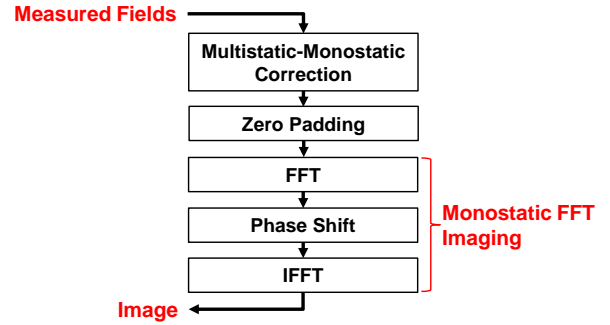 Measured Fields
Multistatic-Monostatic
Correction
Zero Padding
FFT
Phase Shift
IFFT
Monostatic FFT
Imaging
Image